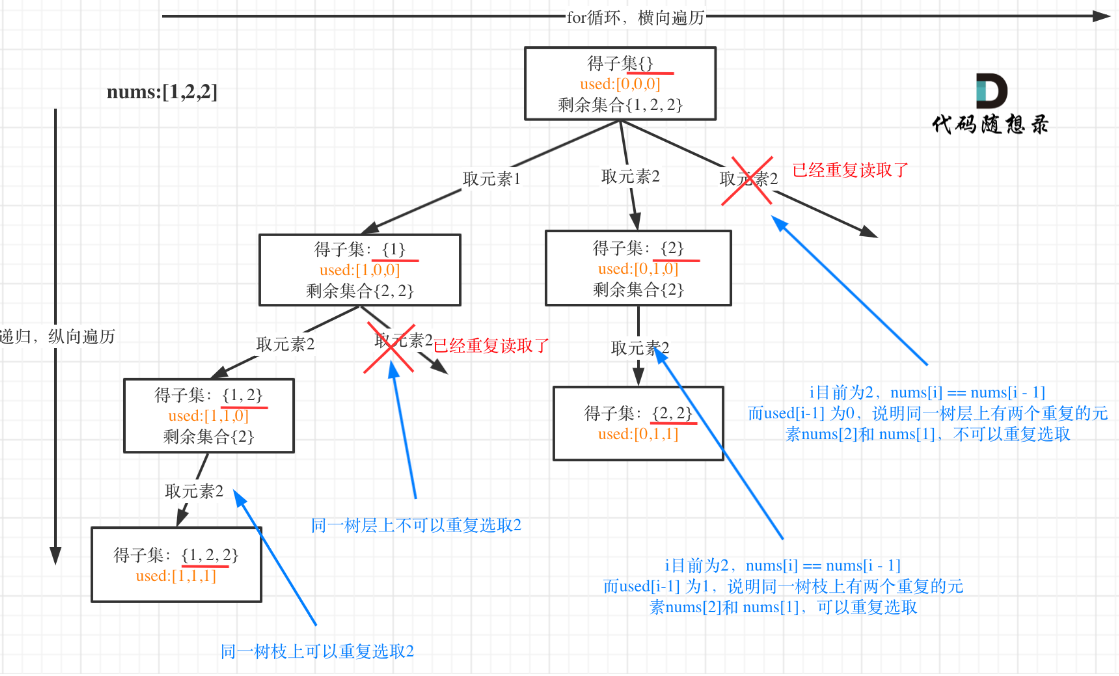 for循环，横向遍历
nums:[1,2,2]
得子集{}
used:[0,0,0]
剩余集合{1, 2, 2}
代码随想录
取元素1
取元素2
取元素2
已经重复读取了
得子集：{1}
used:[1,0,0]
剩余集合{2, 2}
得子集：{2}
used:[0,1,0]
剩余集合{2}
递归，纵向遍历
取元素2
取元素2
已经重复读取了
取元素2
得子集：{1, 2}
used:[1,1,0]
剩余集合{2}
得子集：{2, 2}
used:[0,1,1]
i目前为2，nums[i] == nums[i - 1]
而used[i-1] 为0，说明同一树层上有两个重复的元
素nums[2]和 nums[1]，不可以重复选取
取元素2
同一树层上不可以重复选取2
得子集：{1, 2, 2}
used:[1,1,1]
i目前为2，nums[i] == nums[i - 1]
而used[i-1] 为1，说明同一树枝上有两个重复的元
素nums[2]和 nums[1]，可以重复选取
同一树枝上可以重复选取2